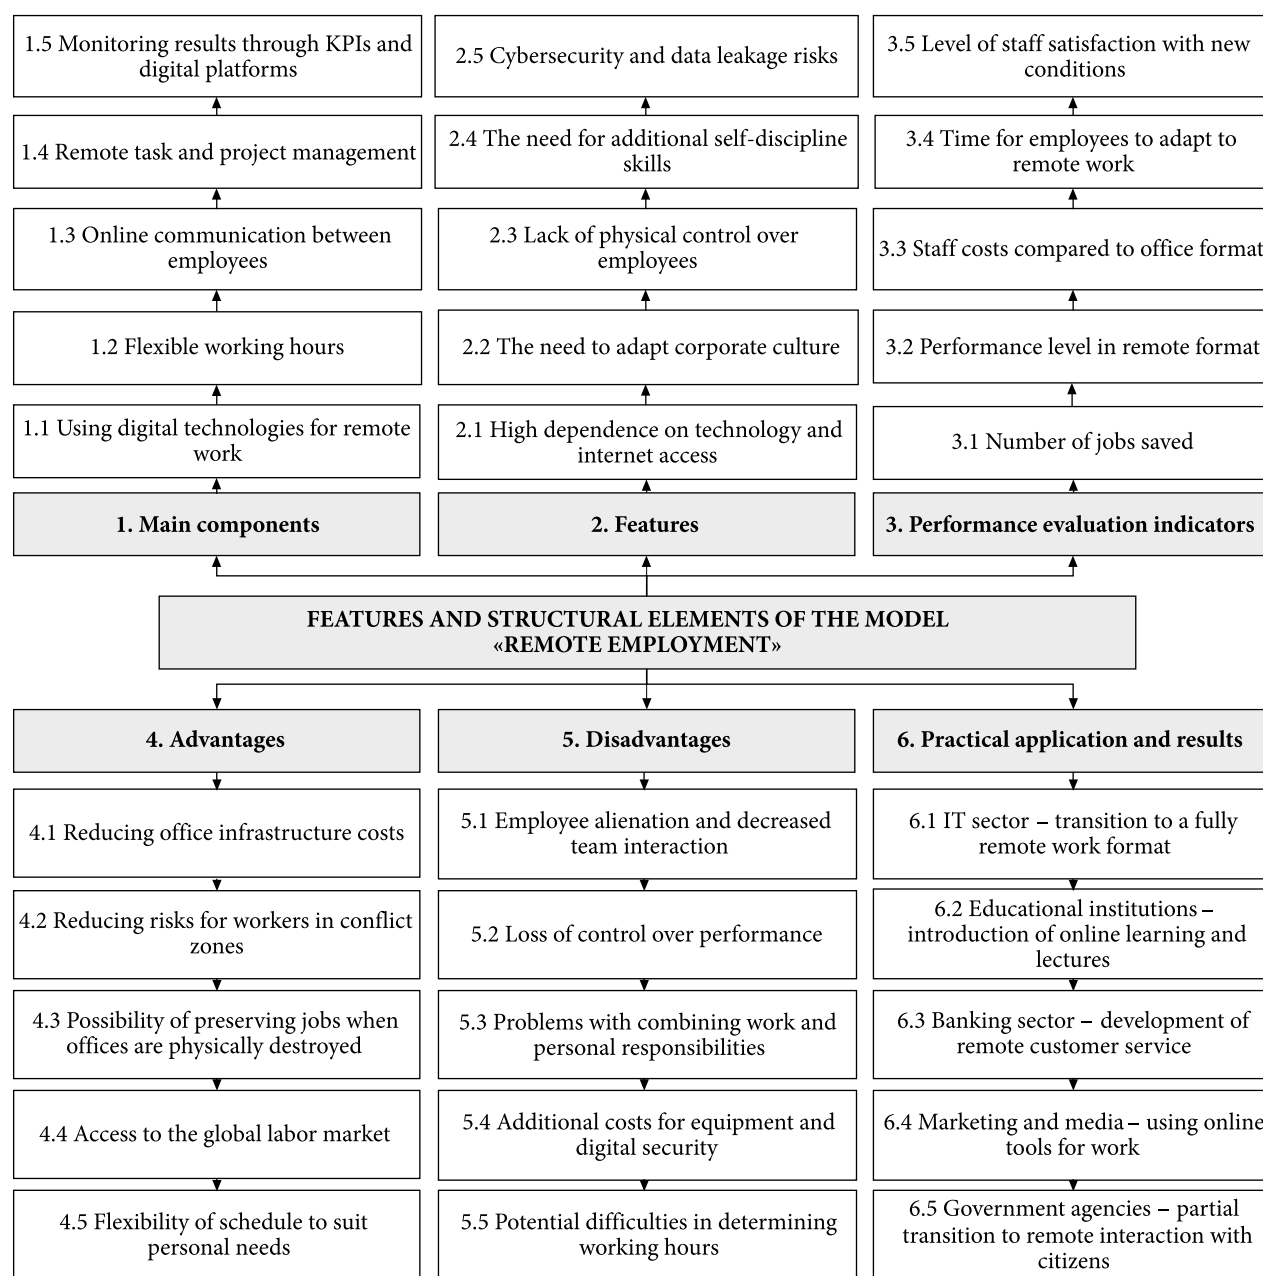 1.5 Monitoring results through KPIs and
digital platforms
2.5 Cybersecurity and data leakage risks
3.5 Level of staff satisfaction with new
conditions
1.4 Remote task and project management
2.4 The need for additional self-discipline
skills
3.4 Time for employees to adapt to
remote work
1.3 Online communication between
employees
2.3 Lack of physical control over
employees
3.3 Staff costs compared to office format
1.2 Flexible working hours
2.2 The need to adapt corporate culture
3.2 Performance level in remote format
1.1 Using digital technologies for remote
work
2.1 High dependence on technology and
internet access
3.1 Number of jobs saved
1. Main components
2. Features
3. Performance evaluation indicators
FEATURES AND STRUCTURAL ELEMENTS OF THE MODEL
«REMOTE EMPLOYMENT»
4. Advantages
5. Disadvantages
6. Practical application and results
4.1 Reducing office infrastructure costs
5.1 Employee alienation and decreased
team interaction
6.1 IT sector – transition to a fully
remote work format
4.2 Reducing risks for workers in conflict
zones
5.2 Loss of control over performance
6.2 Educational institutions –
introduction of online learning and
lectures
4.3 Possibility of preserving jobs when
offices are physically destroyed
5.3 Problems with combining work and
personal responsibilities
6.3 Banking sector – development of
remote customer service
4.4 Access to the global labor market
5.4 Additional costs for equipment and
digital security
6.4 Marketing and media – using online
tools for work
4.5 Flexibility of schedule to suit
personal needs
5.5 Potential difficulties in determining
working hours
6.5 Government agencies – partial
transition to remote interaction with
citizens